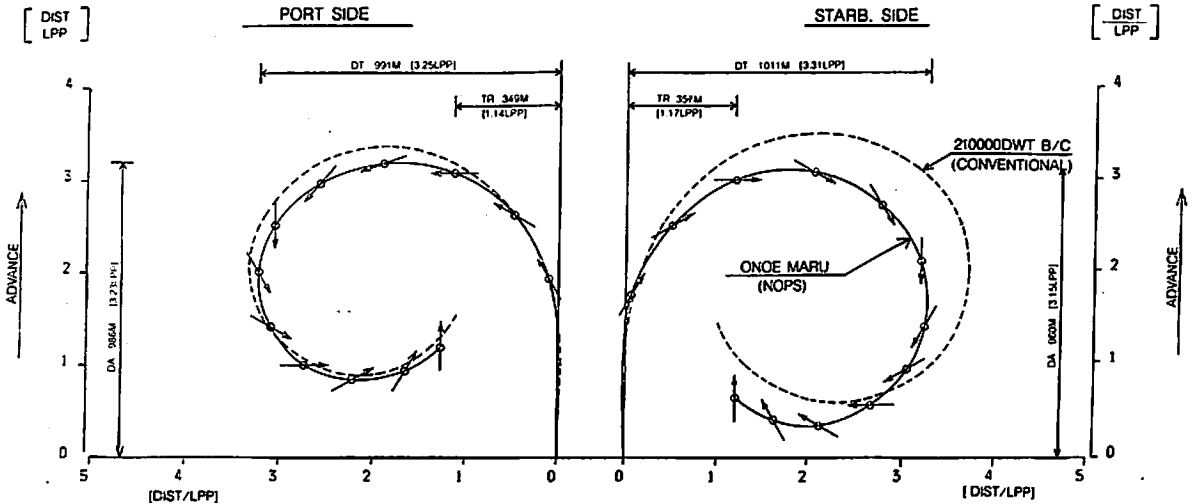 PORT SIDE
STARB. SIDE
[DIST/LPP]
[DIST/LPP]
DT 991M [3.25LPP]
DT 1011M [3.31LPP]
TR 349M
[1.14LPP]
TR 357M
[1.17LPP]
4
4
210000DWT B/C
(CONVENTIONAL)
3
3
ONOE MARU
(NOPS)
2
2
ADVANCE
ADVANCE
DA 986M [3.23LPP]
DA 960M [3.15LPP]
1
1
0
0
5 4 3 2 1 0
0 1 2 3 4 5
[DIST/LPP]
[DIST/LPP]